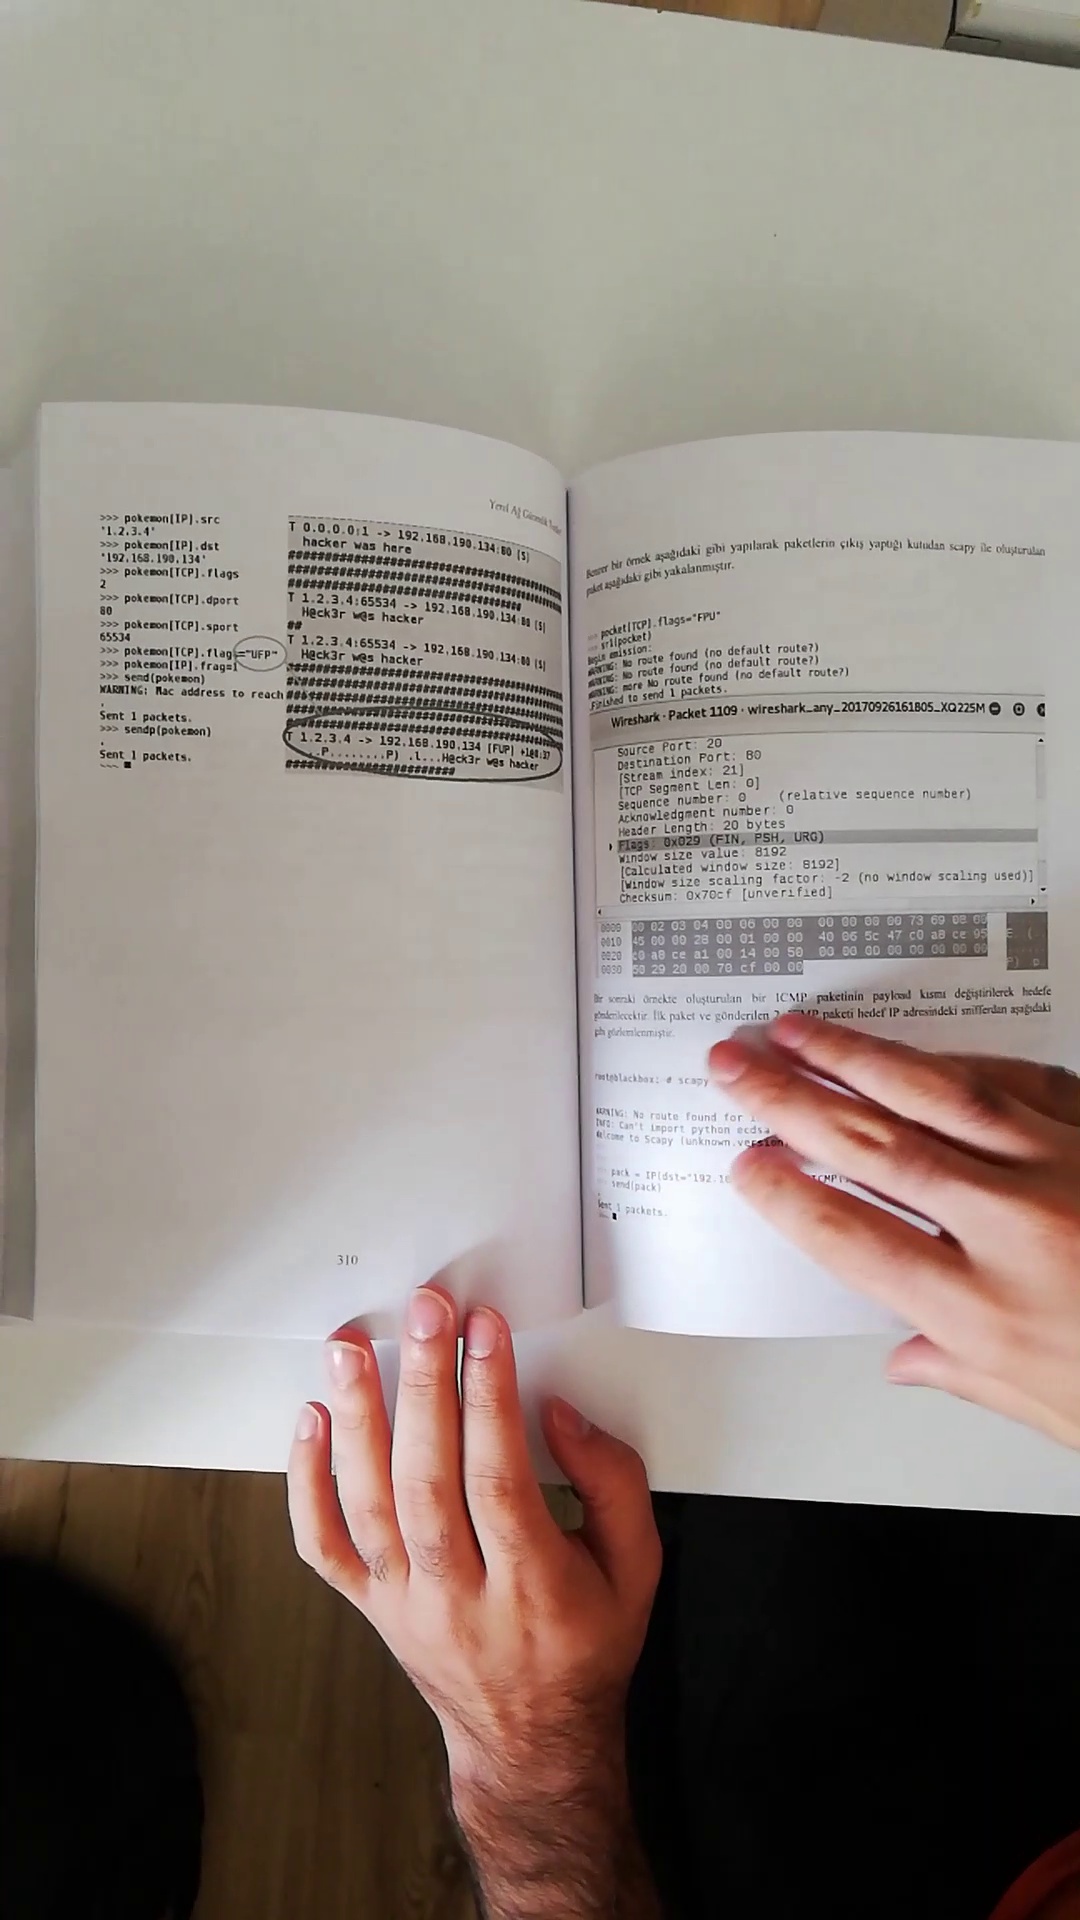 Yerel Ağ Güvenlik
>>> pokemon[IP].src
'1.2.3.4'
>>> pokemon[IP].dst
'192.168.190.134'
>>> pokemon[TCP].flags
2
>>> pokemon[TCP].dport
80
>>> pokemon[TCP].sport
65534
>>> pokemon[TCP].flags="UFP"
>>> pokemon[IP].frag=1
>>> send(pokemon)
WARNING: Mac address to reach
.
Sent 1 packets.
>>> sendp(pokemon)
.
Sent 1 packets.
>>>
T 0.0.0.0:1 -> 192.168.190.134:80 [S]
hacker was here
T 1.2.3.4:65534 -> 192.168.190.134:80 [S]
H@ck3r w@s hacker
##
T 1.2.3.4:65534 -> 192.168.190.134:80 [S]
H@ck3r w@s hacker
T 1.2.3.4 -> 192.168.190.134 [FUP]
..P........P) .l...H@ck3r w@s hacker
310
Benzer bir örnek aşağıdaki gibi yapılarak paketlerin çıkış yaptığı kutudan scapy ile oluşturulan
paket aşağıdaki gibi yakalanmıştır.
pocket[TCP].flags="FPU"
sr1(pocket)
Begin emission:
WARNING: No route found (no default route?)
WARNING: No route found (no default route?)
WARNING: more No route found (no default route?)
.Finished to send 1 packets.
Wireshark · Packet 1109 · wireshark_any_20170926161805_XQ22SM
Source Port: 20
Destination Port: 80
[Stream index: 21]
[TCP Segment Len: 0]
Sequence number: 0 (relative sequence number)
Acknowledgment number: 0
Header Length: 20 bytes
Flags: 0x029 (FIN, PSH, URG)
Window size value: 8192
[Calculated window size: 8192]
[Window size scaling factor: -2 (no window scaling used)]
Checksum: 0x70cf [unverified]
0000 00 02 03 04 00 06 00 00 00 00 00 00 73 69 08 00
0010 45 00 00 28 00 01 00 00 40 06 5c 47 c0 a8 ce 95
0020 c0 a8 ce a1 00 14 00 50 00 00 00 00 00 00 00 00
0030 50 29 20 00 70 cf 00 00
Bir sonraki örnekte oluşturulan bir ICMP paketinin payload kısmı değiştirilerek hedefe
gönderilecektir. İlk paket ve gönderilen 2. ICMP paketi hedef IP adresindeki snifferdan aşağıdaki
gibi gözlemlenmiştir.
root@blackbox: # scapy
WARNING: No route found for
INFO: Can't import python ecdsa
Welcome to Scapy (unknown.version)
pack = IP(dst="192.16 ICMP(
send(pack)
.
Sent 1 packets.